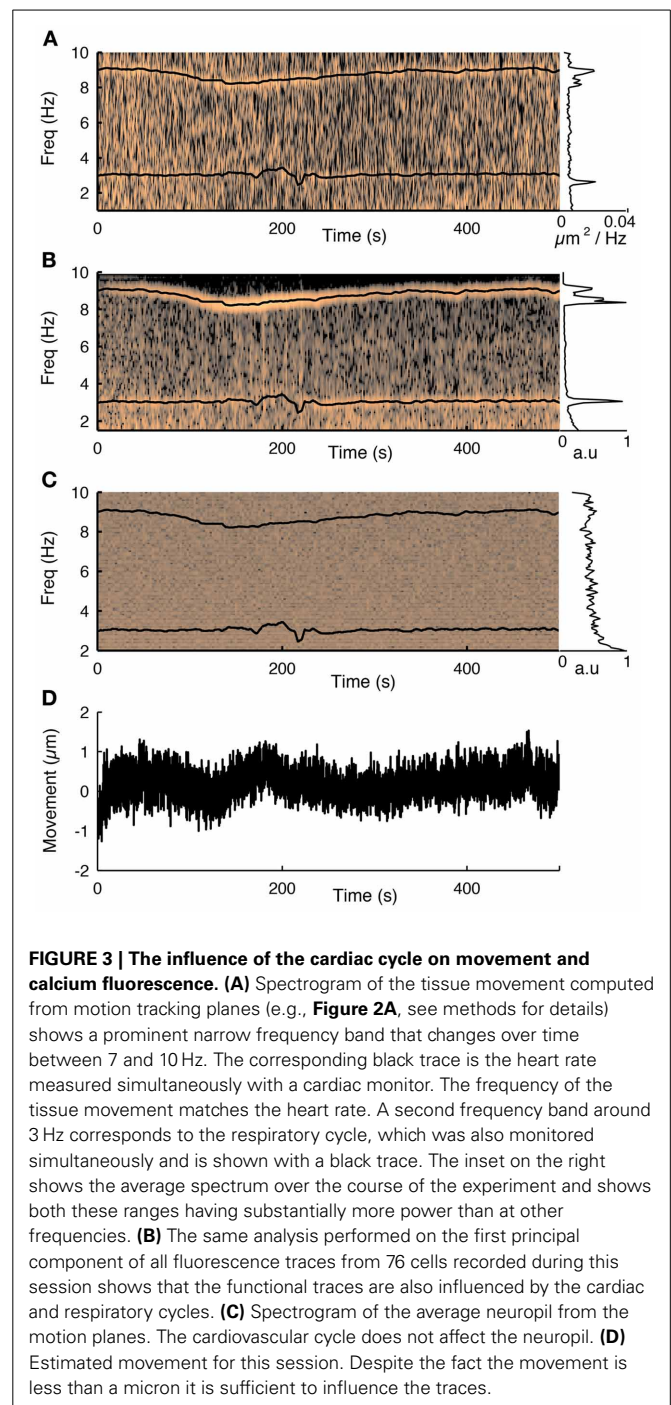 A
10
8
6
4
2
Freq (Hz)
0
200
400
Time (s)
0
0.04
µm² / Hz
B
10
8
6
4
2
Freq (Hz)
0
200
400
Time (s)
0
1
a.u
C
10
8
6
4
2
Freq (Hz)
0
200
400
Time (s)
0
1
a.u
D
2
1
0
-1
-2
Movement (µm)
0
200
400
Time (s)
FIGURE 3 | The influence of the cardiac cycle on movement and
calcium fluorescence. (A) Spectrogram of the tissue movement computed
from motion tracking planes (e.g., Figure 2A, see methods for details)
shows a prominent narrow frequency band that changes over time
between 7 and 10 Hz. The corresponding black trace is the heart rate
measured simultaneously with a cardiac monitor. The frequency of the
tissue movement matches the heart rate. A second frequency band around
3 Hz corresponds to the respiratory cycle, which was also monitored
simultaneously and is shown with a black trace. The inset on the right
shows the average spectrum over the course of the experiment and shows
both these ranges having substantially more power than at other
frequencies. (B) The same analysis performed on the first principal
component of all fluorescence traces from 76 cells recorded during this
session shows that the functional traces are also influenced by the cardiac
and respiratory cycles. (C) Spectrogram of the average neuropil from the
motion planes. The cardiovascular cycle does not affect the neuropil. (D)
Estimated movement for this session. Despite the fact the movement is
less than a micron it is sufficient to influence the traces.